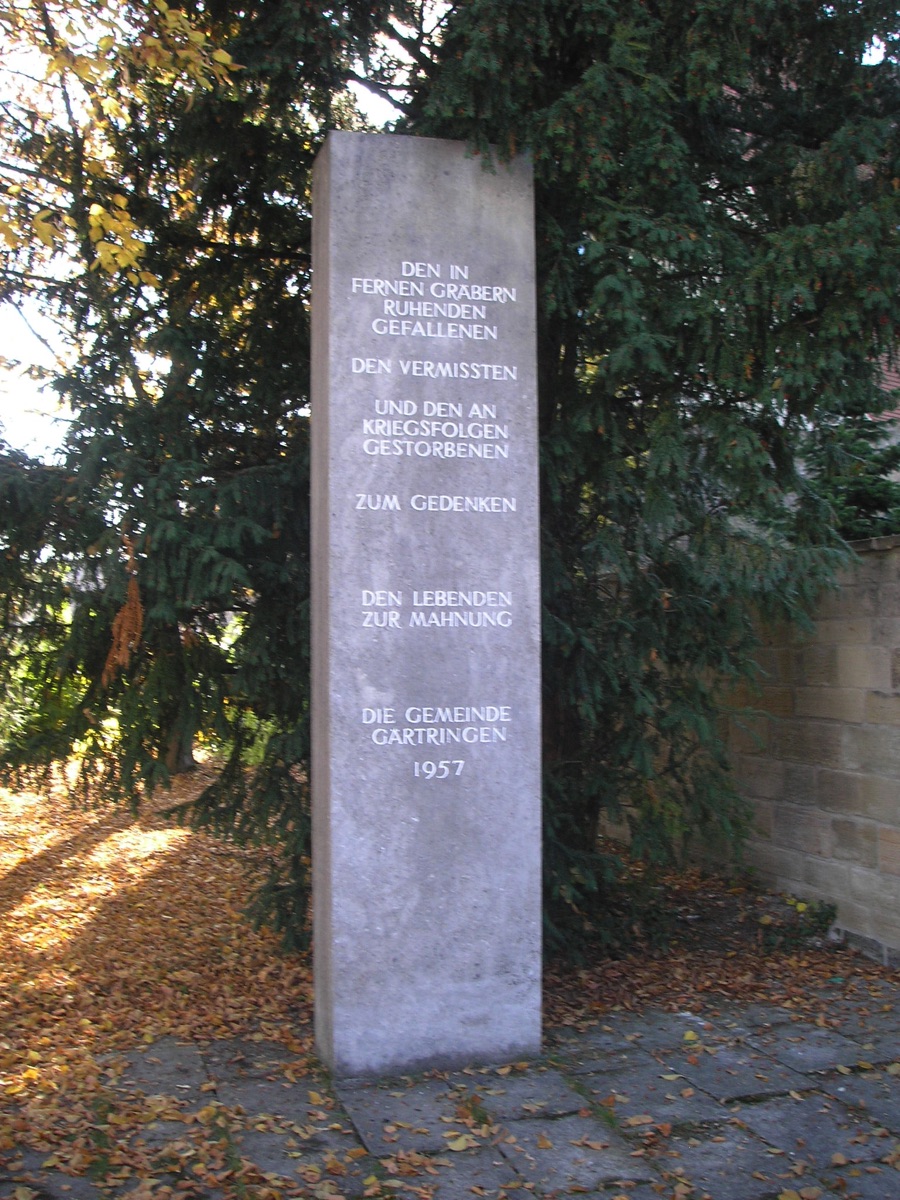 DEN IN
FERNEN GRÄBERN
RUHENDEN
GEFALLENEN
DEN VERMISSTEN
UND DEN AN
KRIEGSFOLGEN
GESTORBENEN
ZUM GEDENKEN
DEN LEBENDEN
ZUR MAHNUNG
DIE GEMEINDE
GÄRTRINGEN
1957